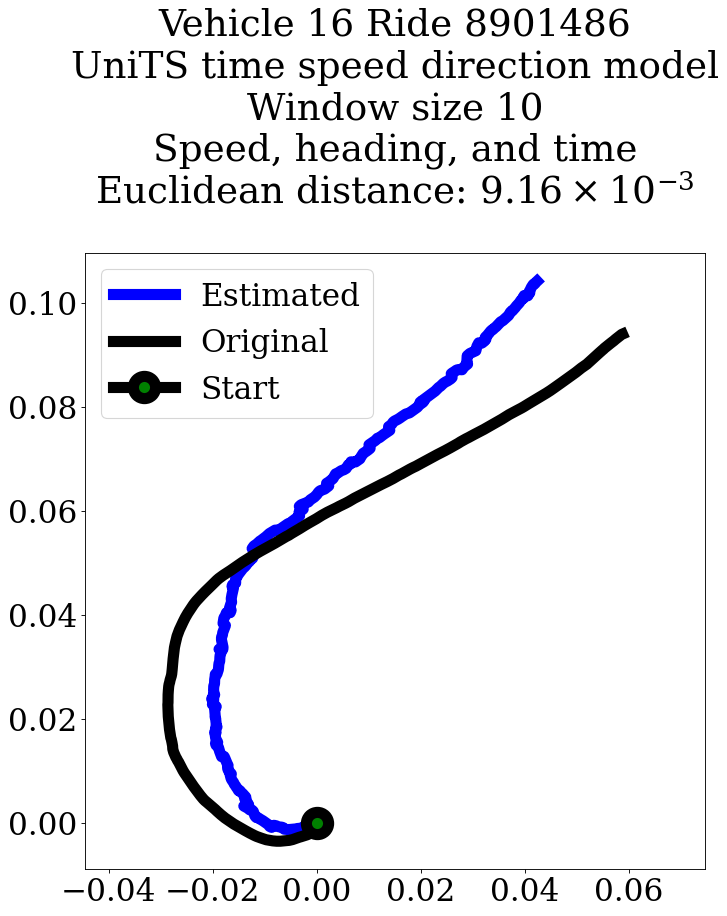 Vehicle 16 Ride 8901486
UniTS time speed direction model
Window size 10
Speed, heading, and time
Euclidean distance: 9.16 × 10⁻³
Estimated
Original
Start
0.10
0.08
0.06
0.04
0.02
0.00
−0.04 −0.02 0.00 0.02 0.04 0.06